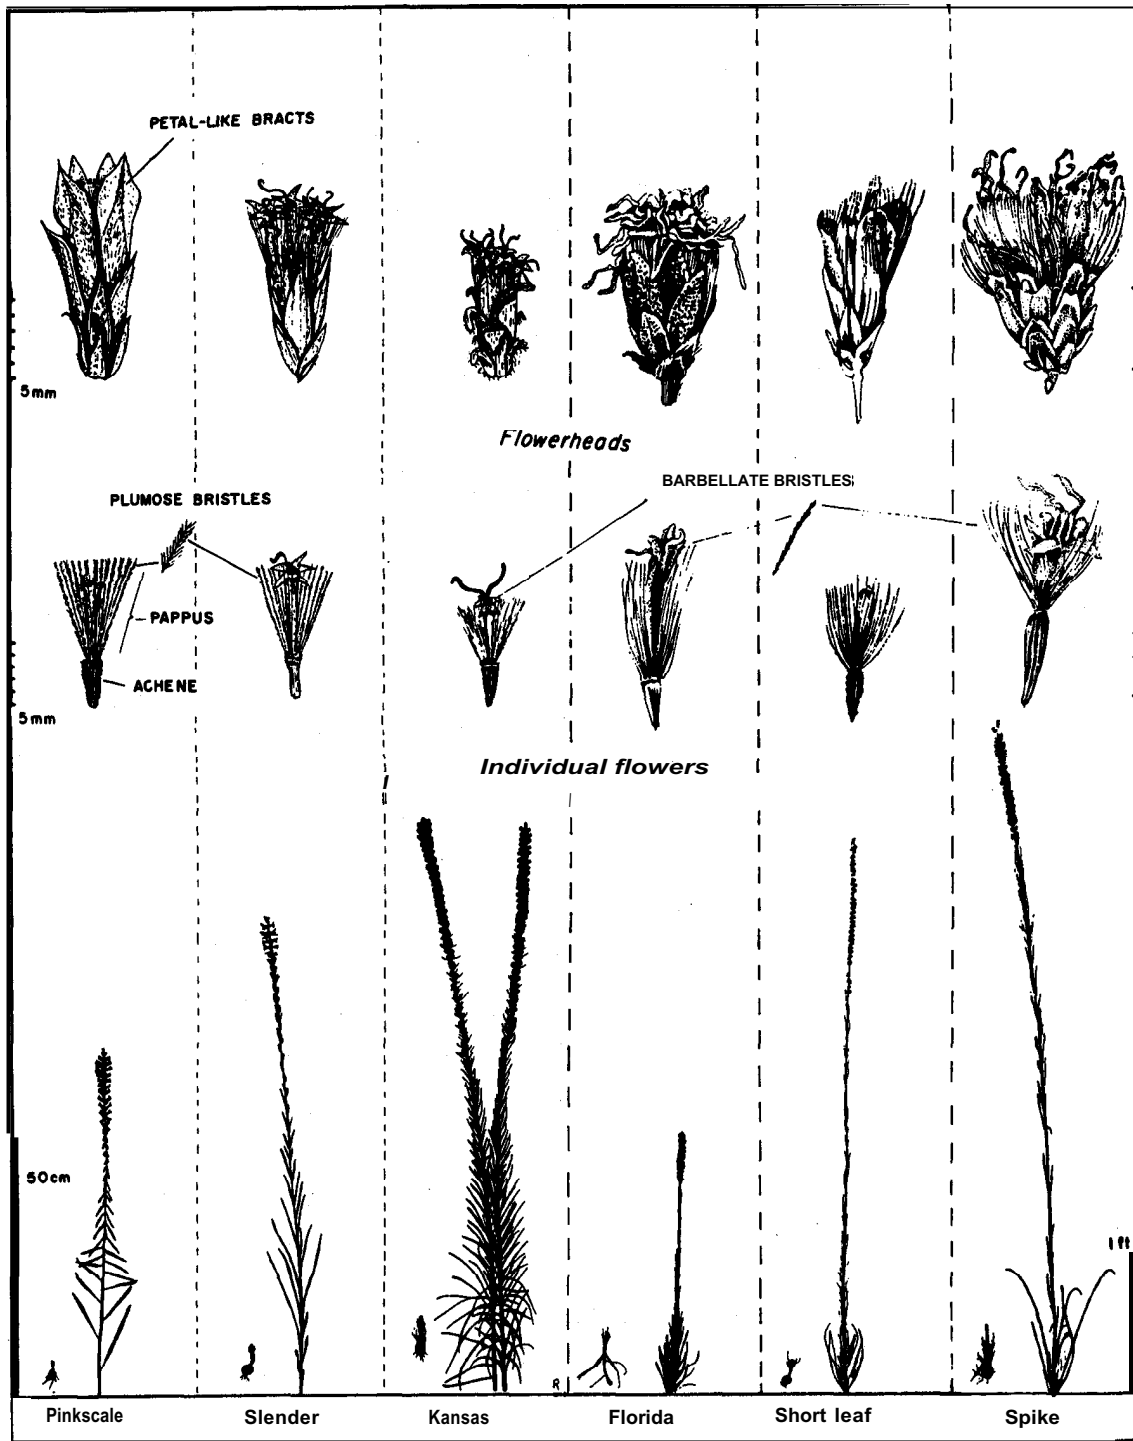 PETAL-LIKE BRACTS
5mm
Flowerheads
BARBELLATE BRISTLES
PLUMOSE BRISTLES
PAPPUS
ACHENE
5mm
Individual flowers
50cm
1 ft
R
Pinkscale Slender Kansas Florida Short leaf Spike